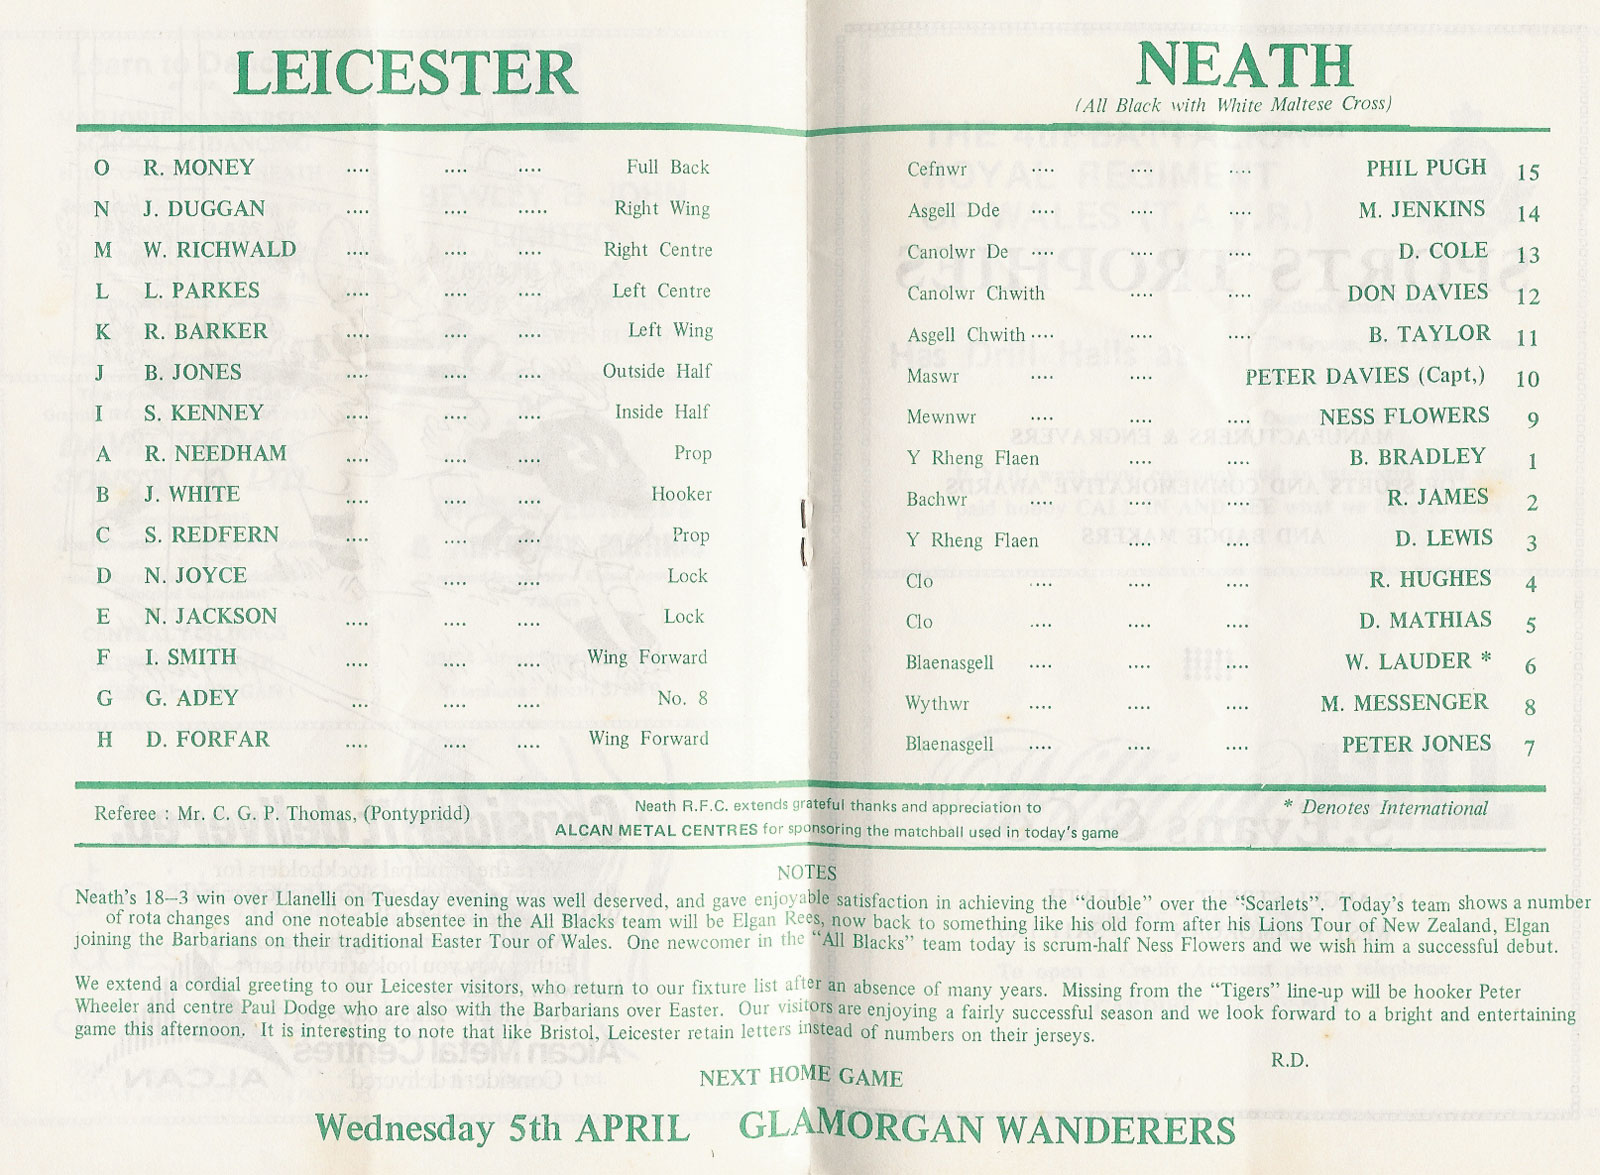 LEICESTER
O R. MONEY .... .... .... Full Back
N J. DUGGAN .... .... ..... Right Wing
M W. RICHWALD .... .... .... Right Centre
L L. PARKES .... .... .... Left Centre
K R. BARKER .... .... .... Left Wing
J B. JONES .... .... .... Outside Half
I S. KENNEY .... .... .... Inside Half
A R. NEEDHAM .... .... .... Prop
B J. WHITE .... .... .... Hooker
C S. REDFERN .... .... .... Prop
D N. JOYCE .... .... .... Lock
E N. JACKSON .... .... .... Lock
F I. SMITH .... .... .... Wing Forward
G G. ADEY ... .... .... No. 8
H D. FORFAR .... .... .... Wing Forward
NEATH
(All Black with White Maltese Cross)
Cefnwr .... .... .... PHIL PUGH 15
Asgell Dde .... .... .... M. JENKINS 14
Canolwr De .... .... .... D. COLE 13
Canolwr Chwith .... .... DON DAVIES 12
Asgell Chwith .... .... .... B. TAYLOR 11
Maswr .... .... PETER DAVIES (Capt,) 10
Mewnwr .... .... .... NESS FLOWERS 9
Y Rheng Flaen .... .... B. BRADLEY 1
Bachwr .... .... .... R. JAMES 2
Y Rheng Flaen .... .... D. LEWIS 3
Clo .... .... .... R. HUGHES 4
Clo .... .... .... D. MATHIAS 5
Blaenasgell .... .... .... W. LAUDER * 6
Wythwr .... .... .... M. MESSENGER 8
Blaenasgell .... .... .... PETER JONES 7
Referee : Mr. C. G. P. Thomas, (Pontypridd)
Neath R.F.C. extends grateful thanks and appreciation to
ALCAN METAL CENTRES for sponsoring the matchball used in today's game
* Denotes International
NOTES
Neath's 18—3 win over Llanelli on Tuesday evening was well deserved, and gave enjoyable satisfaction in achieving the "double" over the "Scarlets". Today's team shows a number
of rota changes and one noteable absentee in the All Blacks team will be Elgan Rees, now back to something like his old form after his Lions Tour of New Zealand, Elgan
joining the Barbarians on their traditional Easter Tour of Wales. One newcomer in the "All Blacks" team today is scrum-half Ness Flowers and we wish him a successful debut.
We extend a cordial greeting to our Leicester visitors, who return to our fixture list after an absence of many years. Missing from the "Tigers" line-up will be hooker Peter
Wheeler and centre Paul Dodge who are also with the Barbarians over Easter. Our visitors are enjoying a fairly successful season and we look forward to a bright and entertaining
game this afternoon. It is interesting to note that like Bristol, Leicester retain letters instead of numbers on their jerseys.
R.D.
NEXT HOME GAME
Wednesday 5th APRIL GLAMORGAN WANDERERS